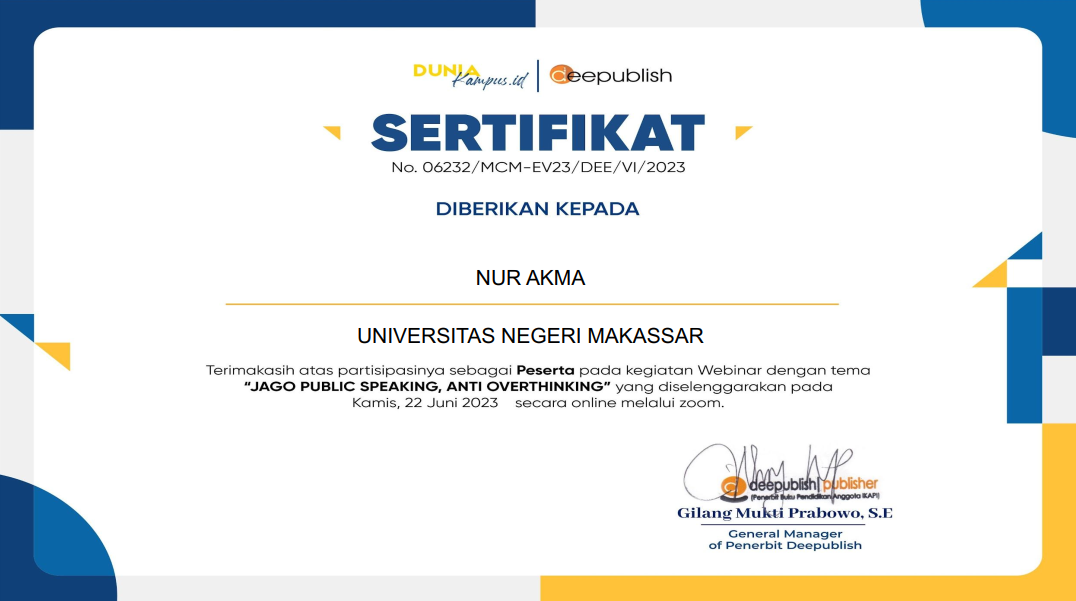 DUNIA Kampus.id | deepublish
SERTIFIKAT
No. 06232/MCM-EV23/DEE/VI/2023
DIBERIKAN KEPADA
NUR AKMA
UNIVERSITAS NEGERI MAKASSAR
Terimakasih atas partisipasinya sebagai Peserta pada kegiatan Webinar dengan tema
“JAGO PUBLIC SPEAKING, ANTI OVERTHINKING” yang diselenggarakan pada
Kamis, 22 Juni 2023 secara online melalui zoom.
deepublish|publisher
(Penerbit Buku Pendidikan Anggota IKAPI)
Gilang Mukti Prabowo, S.E
General Manager
of Penerbit Deepublish